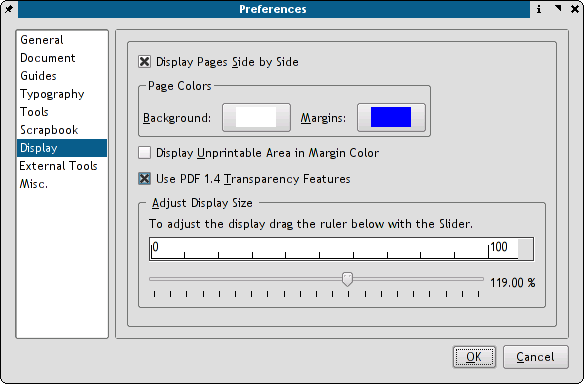 Preferences
General
Document
Guides
Typography
Tools
Scrapbook
Display
External Tools
Misc.
Display Pages Side by Side
Page Colors
Background: Margins:
Display Unprintable Area in Margin Color
Use PDF 1.4 Transparency Features
Adjust Display Size
To adjust the display drag the ruler below with the Slider.
0 100
119.00 %
OK Cancel